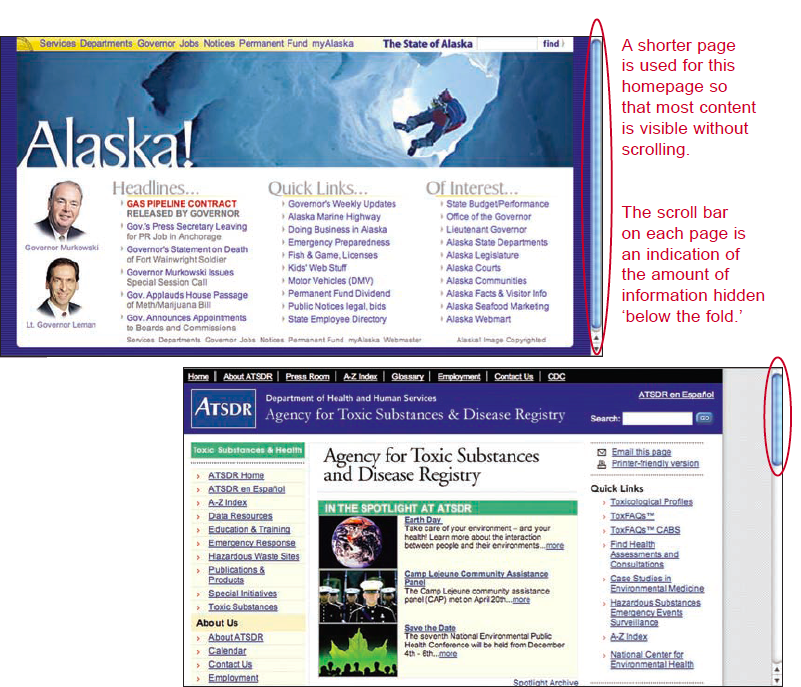 Services Departments Governor Jobs Notices Permanent Fund myAlaska
The State of Alaska
find
Alaska!
Headlines...
GAS PIPELINE CONTRACT
RELEASED BY GOVERNOR
Gov.'s Press Secretary Leaving
for PR Job in Anchorage
Governor's Statement on Death
of Fort Wainwright Soldier
Governor Murkowski Issues
Special Session Call
Gov. Applauds House Passage
of Meth/Marijuana Bill
Gov. Announces Appointments
to Boards and Commissions
Quick Links...
Governor's Weekly Updates
Alaska Marine Highway
Doing Business in Alaska
Emergency Preparedness
Fish & Game, Licenses
Kids' Web Stuff
Motor Vehicles (DMV)
Permanent Fund Dividend
Public Notices legal, bids
State Employee Directory
Of Interest...
State Budget/Performance
Office of the Governor
Lieutenant Governor
Alaska State Departments
Alaska Legislature
Alaska Courts
Alaska Communities
Alaska Facts & Visitor Info
Alaska Seafood Marketing
Alaska Webmart
Governor Murkowski
Lt. Governor Leman
Services Departments Governor Jobs Notices Permanent Fund myAlaska Webmaster
Alaska! Image Copyrighted
A shorter page
is used for this
homepage so
that most content
is visible without
scrolling.
The scroll bar
on each page is
an indication of
the amount of
information hidden
‘below the fold.’
Home | About ATSDR | Press Room | A-Z Index | Glossary | Employment | Contact Us | CDC
ATSDR
Department of Health and Human Services
Agency for Toxic Substances & Disease Registry
ATSDR en Español
Search:
GO
Toxic Substances & Health
ATSDR Home
ATSDR en Español
A-Z Index
Data Resources
Education & Training
Emergency Response
Hazardous Waste Sites
Publications &
Products
Special Initiatives
Toxic Substances
About Us
About ATSDR
Calendar
Contact Us
Employment
Agency for Toxic Substances
and Disease Registry
IN THE SPOTLIGHT AT ATSDR
Earth Day
Take care of your environment – and your
health! Learn more about the interaction
between people and their environments...more
Camp Lejeune Community Assistance
Panel
The Camp Lejeune community assistance
panel (CAP) met on April 20th...more
Save the Date
The seventh National Environmental Public
Health Conference will be held from December
4th - 6th...more
Spotlight Archive
Email this page
Printer-friendly version
Quick Links
Toxicological Profiles
ToxFAQs™
ToxFAQs™ CABS
Find Health
Assessments and
Consultations
Case Studies in
Environmental Medicine
Hazardous Substances
Emergency Events
Surveillance
A-Z Index
National Center for
Environmental Health